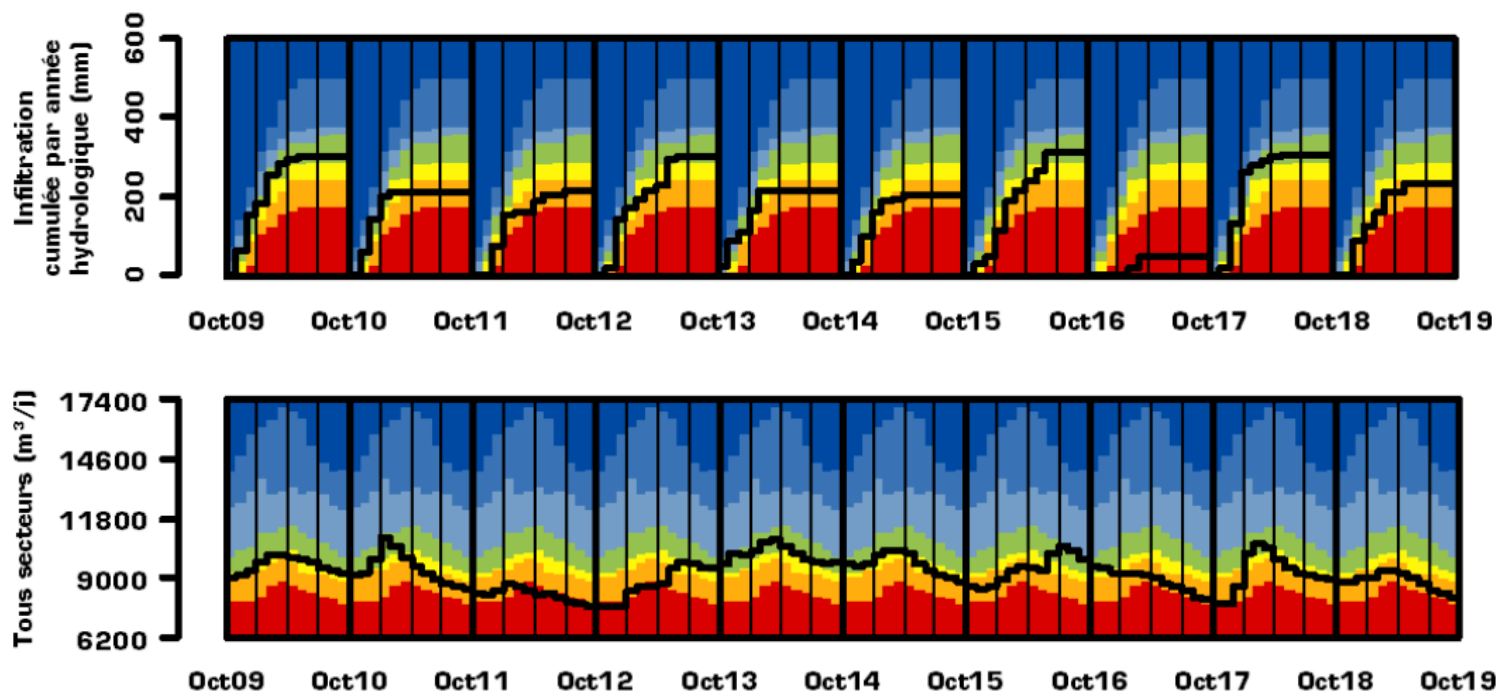 Infiltration
cumulée par année
hydrologique (mm)
600
400
200
0
Oct09 Oct10 Oct11 Oct12 Oct13 Oct14 Oct15 Oct16 Oct17 Oct18 Oct19
Tous secteurs (m³/j)
17400
14600
11800
9000
6200
Oct09 Oct10 Oct11 Oct12 Oct13 Oct14 Oct15 Oct16 Oct17 Oct18 Oct19